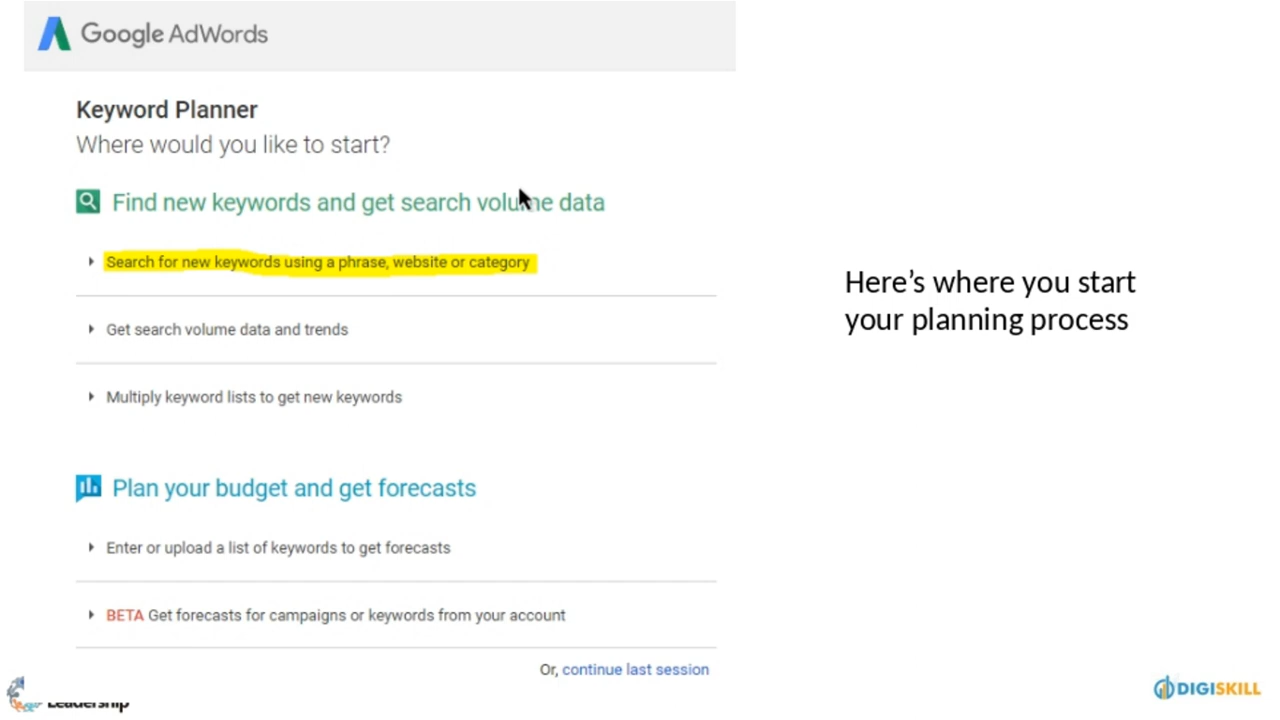 Google AdWords
Keyword Planner
Where would you like to start?
Find new keywords and get search volume data
Search for new keywords using a phrase, website or category
Get search volume data and trends
Multiply keyword lists to get new keywords
Plan your budget and get forecasts
Enter or upload a list of keywords to get forecasts
BETA Get forecasts for campaigns or keywords from your account
Or, continue last session
Here’s where you start
your planning process
Leadership
DIGISKILL